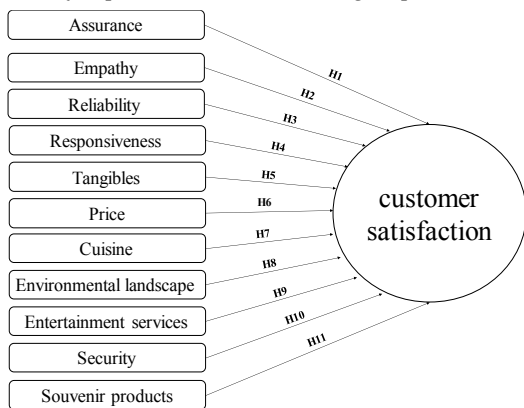 Assurance
Empathy
Reliability
Responsiveness
Tangibles
Price
Cuisine
Environmental landscape
Entertainment services
Security
Souvenir products
H1
H2
H3
H4
H5
H6
H7
H8
H9
H10
H11
customer
satisfaction